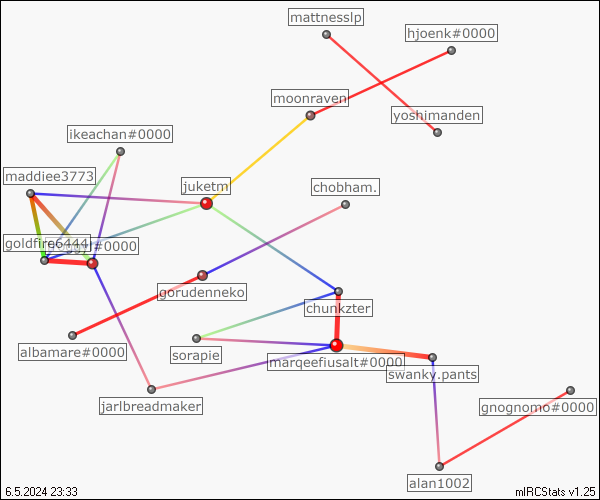 mattnesslp
hjoenk#0000
moonraven
yoshimanden
ikeachan#0000
maddiee3773
juketm
chobham.
goldfire6444
#0000
gorudenneko
chunkzter
albamare#0000
sorapie
marqeefiusalt#0000
swanky.pants
jarlbreadmaker
gnognomo#0000
alan1002
6.5.2024 23:33
mIRCStats v1.25